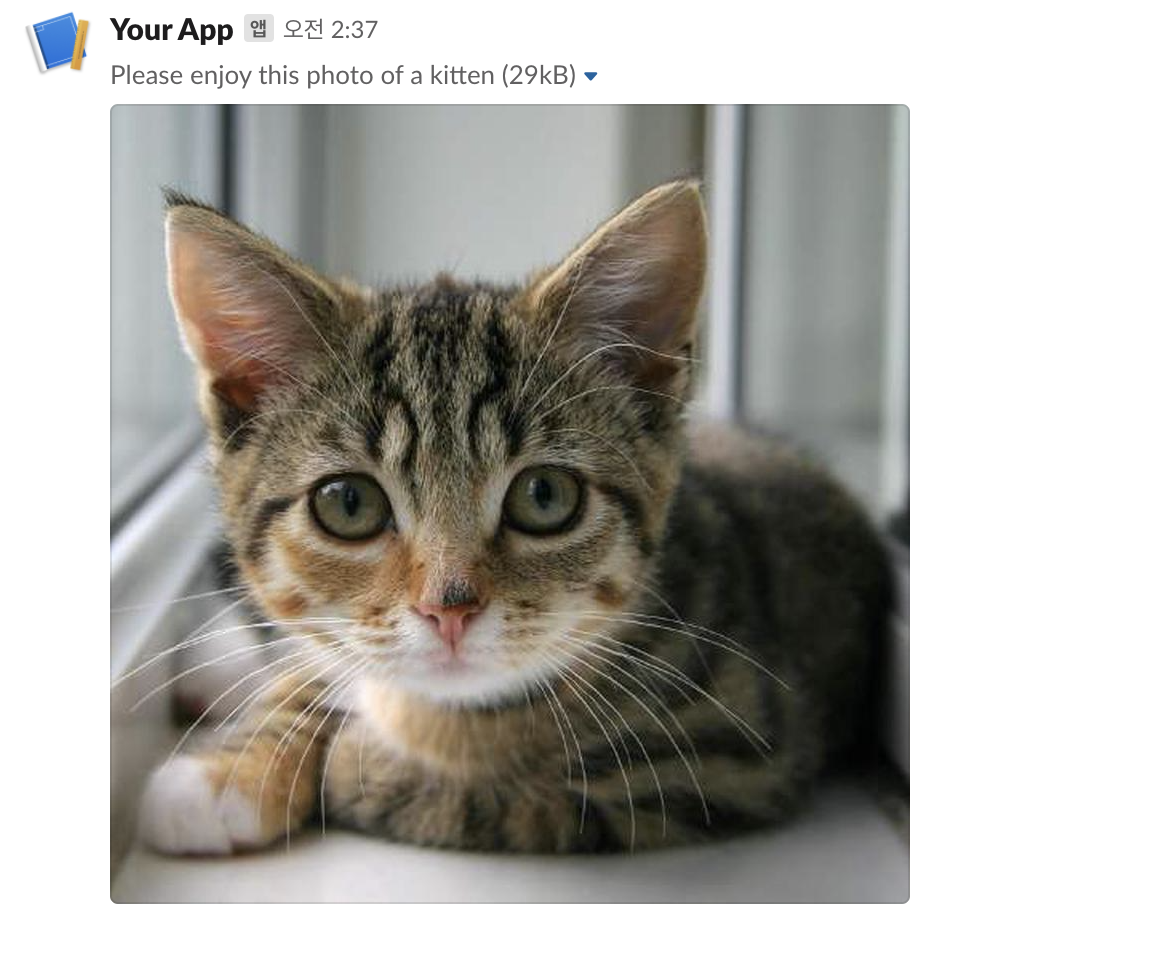 Your App 앱 오전 2:37
Please enjoy this photo of a kitten (29kB)